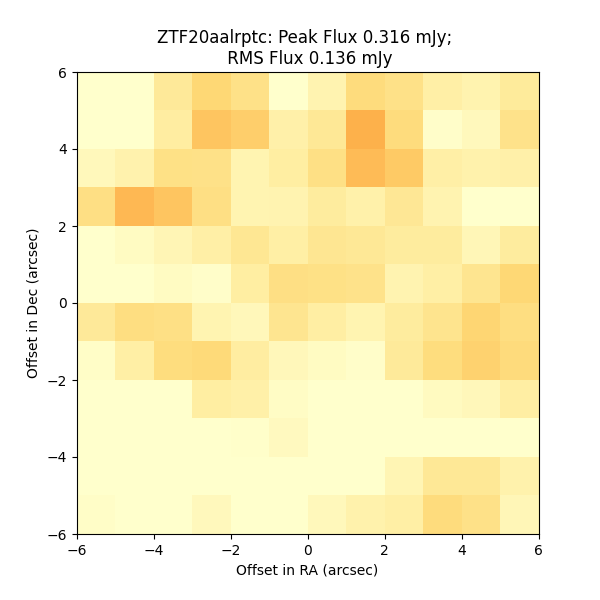 ZTF20aalrptc: Peak Flux 0.316 mJy;
RMS Flux 0.136 mJy
6
4
2
0
−2
−4
−6
Offset in Dec (arcsec)
−6 −4 −2 0 2 4 6
Offset in RA (arcsec)